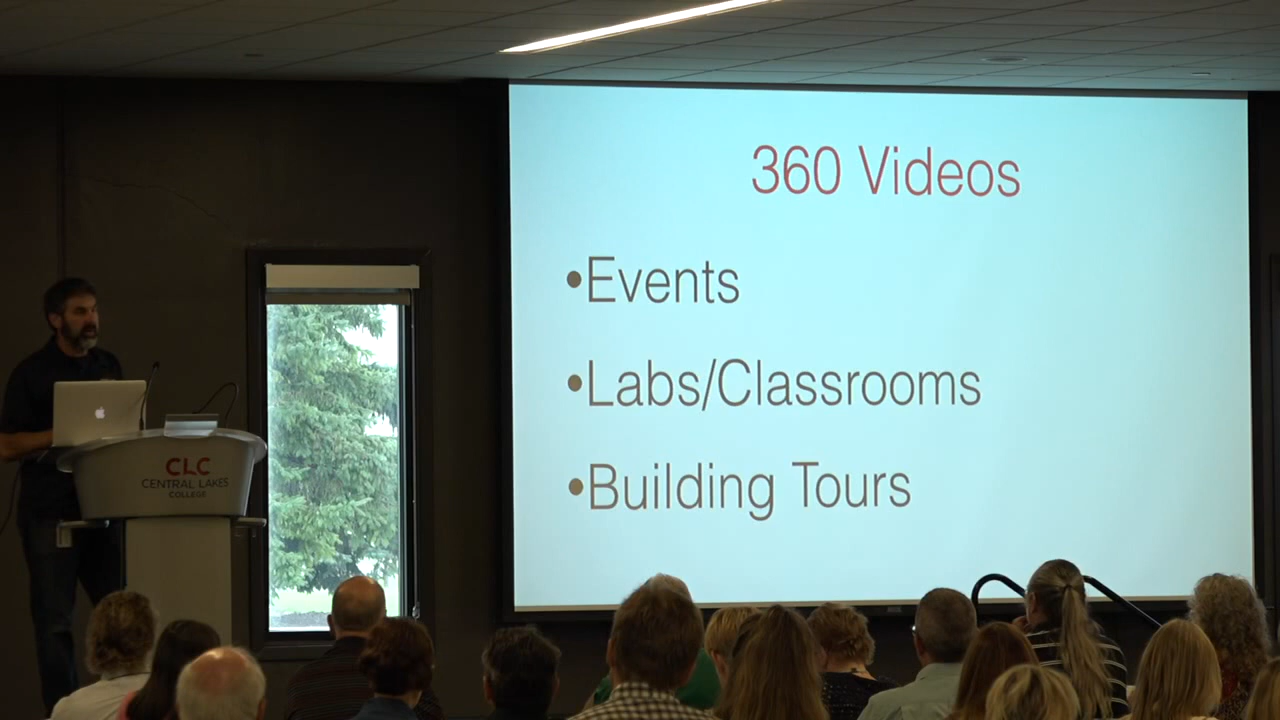 360 Videos
•Events
•Labs/Classrooms
•Building Tours
CLC
CENTRAL LAKES
COLLEGE